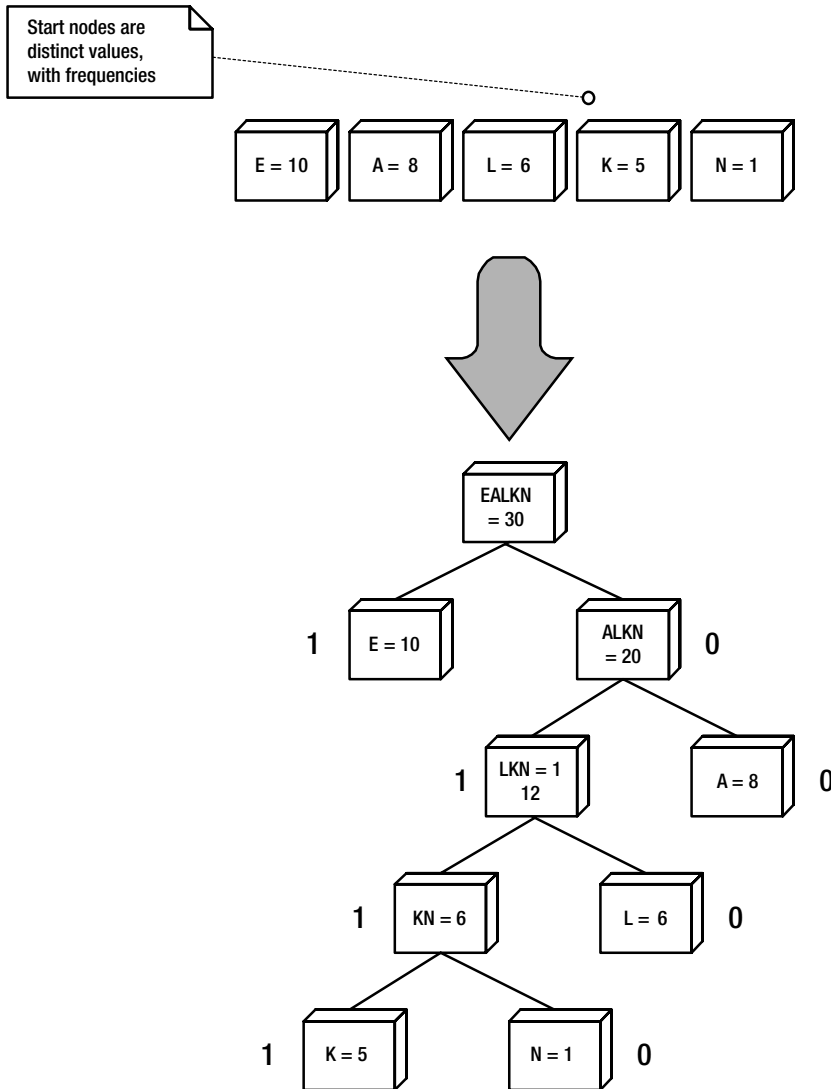 Start nodes are
distinct values,
with frequencies
E = 10
A = 8
L = 6
K = 5
N = 1
EALKN
= 30
1
E = 10
ALKN
= 20
0
1
LKN = 1
12
A = 8
0
1
KN = 6
L = 6
0
1
K = 5
N = 1
0